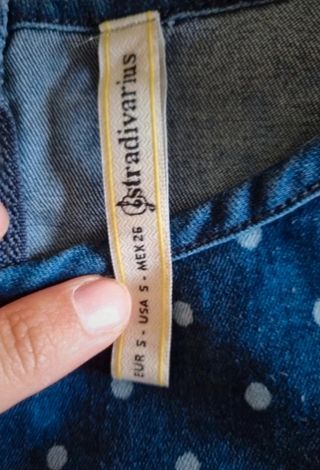 stradivarius
EUR S - USA S - MEX 26